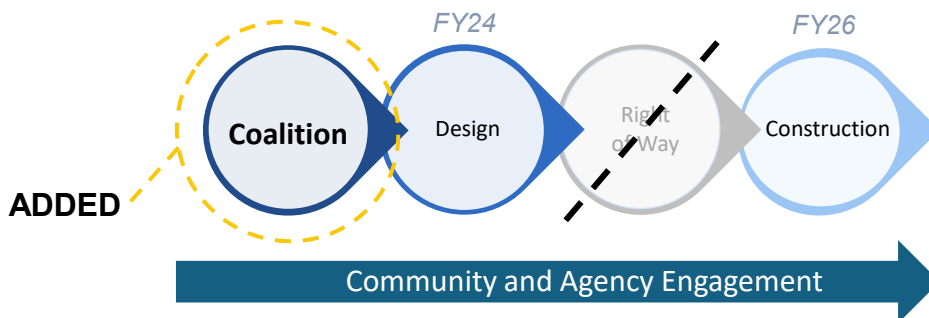 FY24
FY26
Coalition
Design
Right
of Way
Construction
ADDED
Community and Agency Engagement